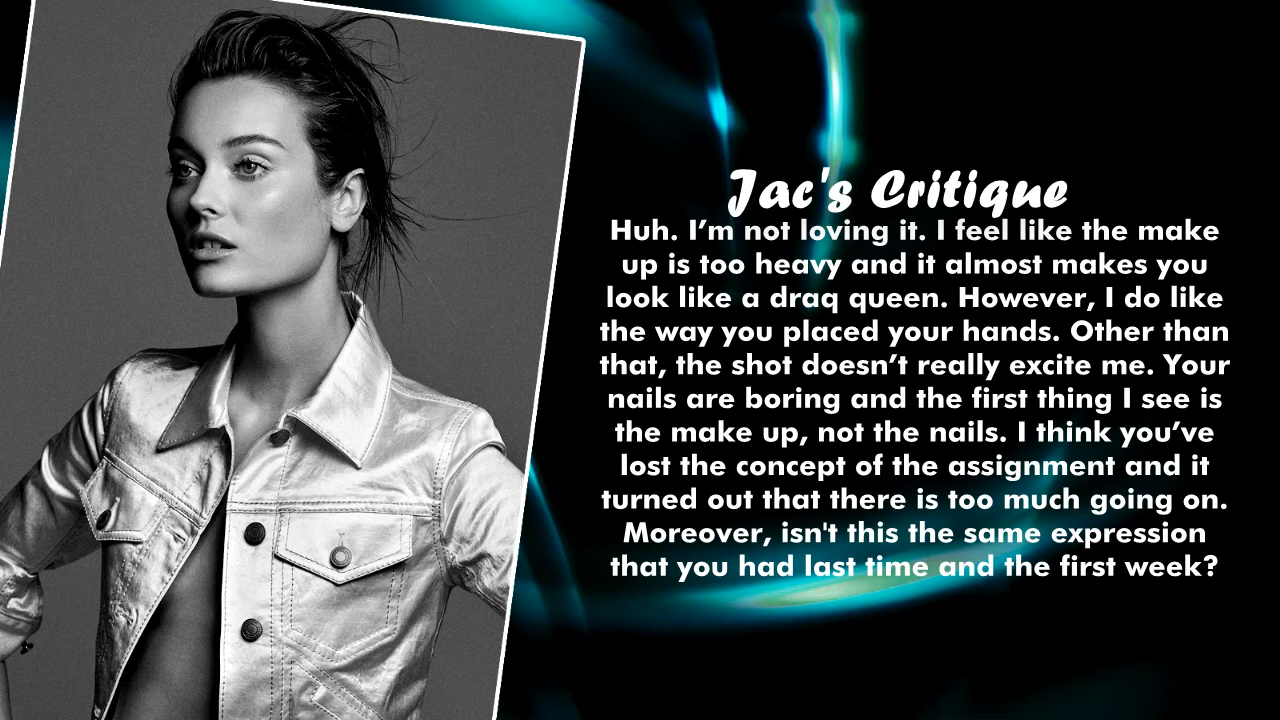 Jac's Critique
Huh. I’m not loving it. I feel like the make
up is too heavy and it almost makes you
look like a draq queen. However, I do like
the way you placed your hands. Other than
that, the shot doesn’t really excite me. Your
nails are boring and the first thing I see is
the make up, not the nails. I think you’ve
lost the concept of the assignment and it
turned out that there is too much going on.
Moreover, isn't this the same expression
that you had last time and the first week?